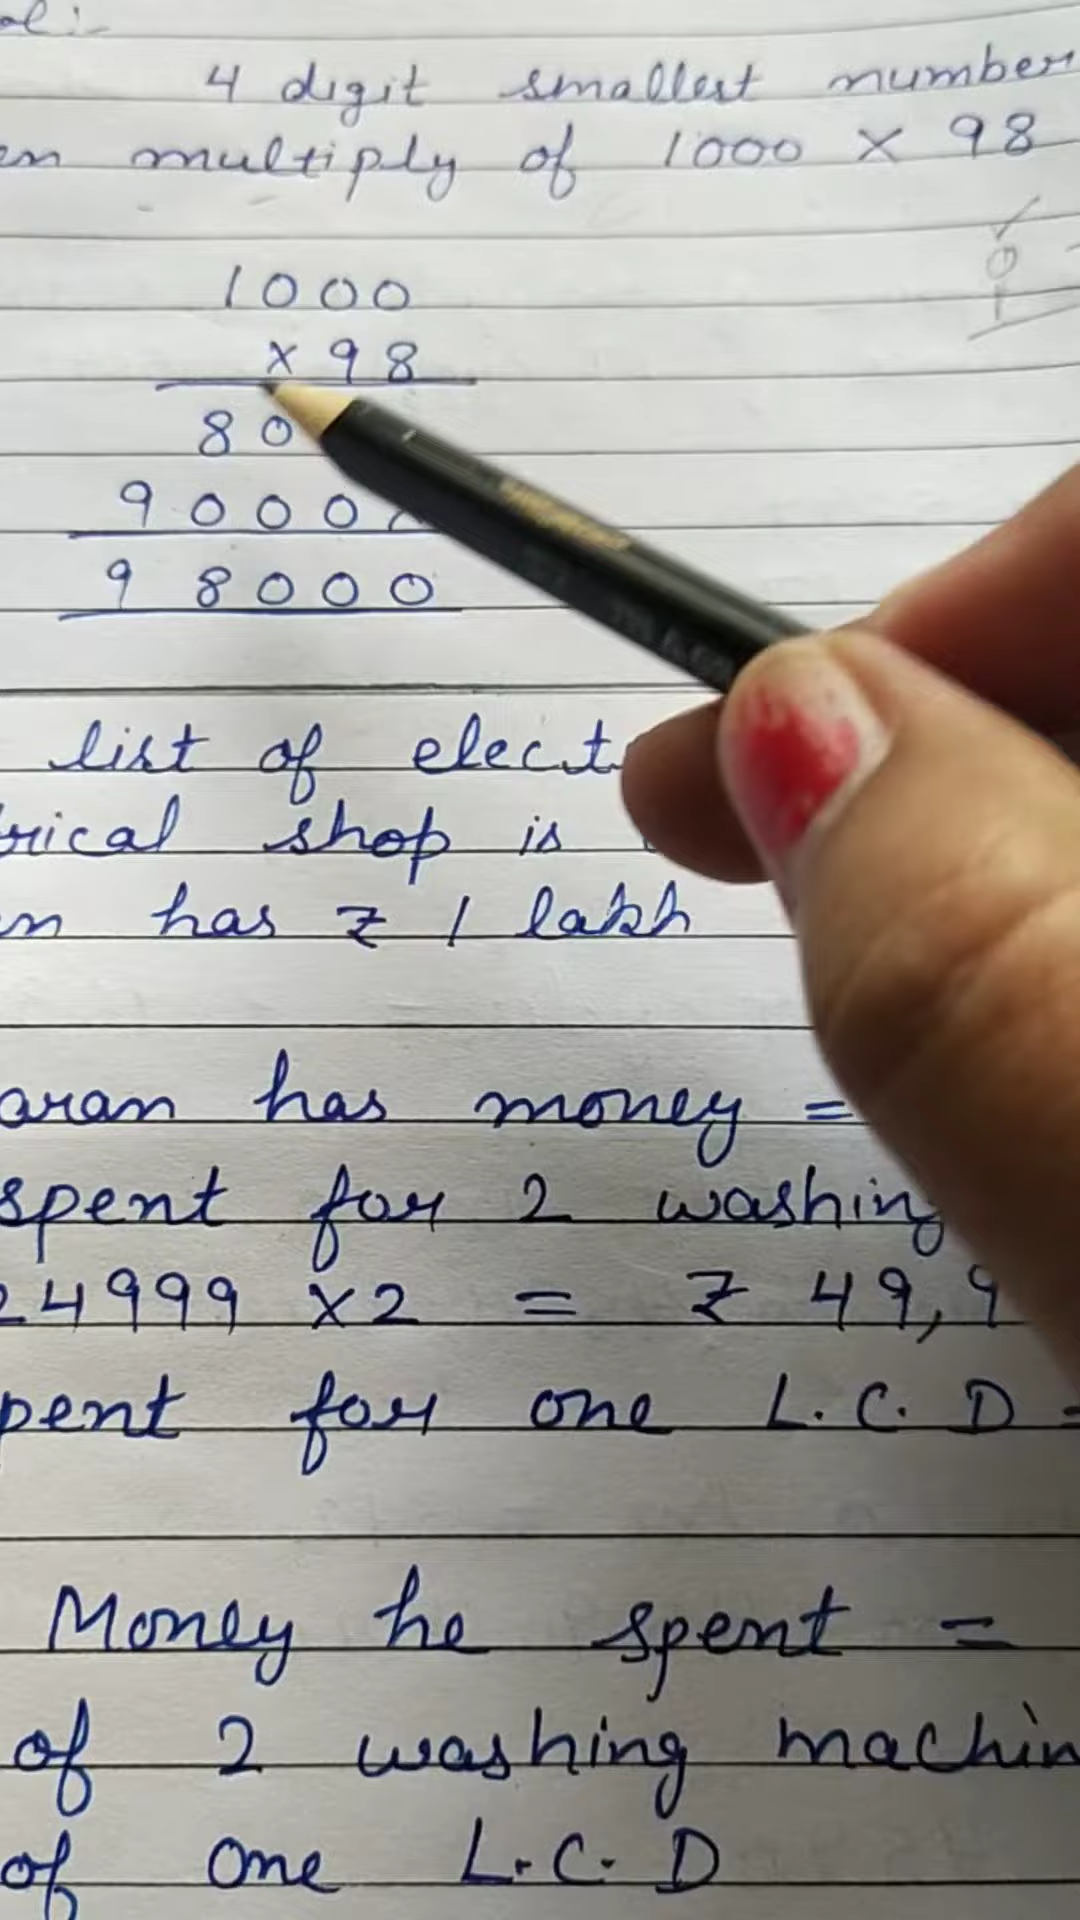 4 digit smallest number
multiply of 1000 × 98
1000
× 98
80
9000
98000
list of elect
rical shop is
has ₹ 1 lakh
aran has money =
spent for 2 washing
24999 ×2 = ₹ 49,9
pent for one L.C.D =
Money he spent =
of 2 washing machin
of one L.C.D